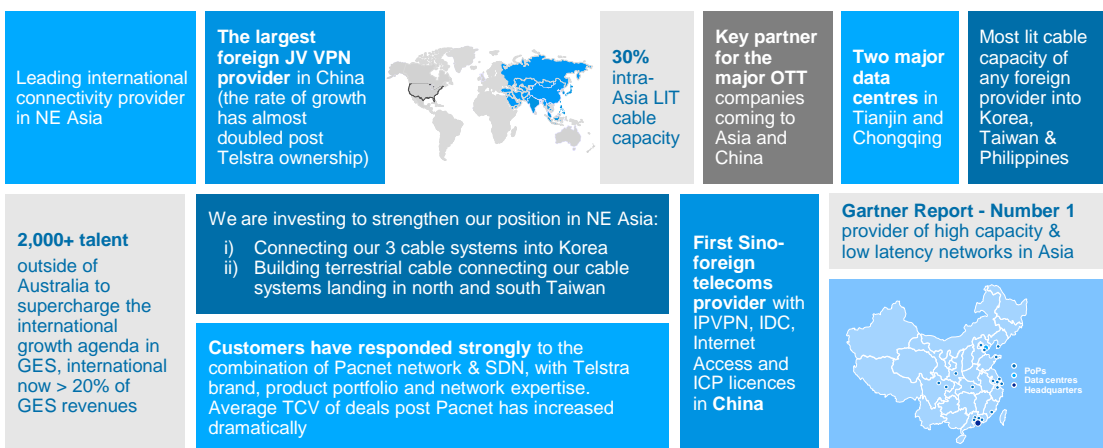 Leading international
connectivity provider
in NE Asia
The largest
foreign JV VPN
provider in China
(the rate of growth
has almost
doubled post
Telstra ownership)
30%
intra-
Asia LIT
cable
capacity
Key partner
for the
major OTT
companies
coming to
Asia and
China
Two major
data
centres in
Tianjin and
Chongqing
Most lit cable
capacity of
any foreign
provider into
Korea,
Taiwan &
Philippines
2,000+ talent
outside of
Australia to
supercharge the
international
growth agenda in
GES, international
now > 20% of
GES revenues
We are investing to strengthen our position in NE Asia:
i) Connecting our 3 cable systems into Korea
ii) Building terrestrial cable connecting our cable
systems landing in north and south Taiwan
Customers have responded strongly to the
combination of Pacnet network & SDN, with Telstra
brand, product portfolio and network expertise.
Average TCV of deals post Pacnet has increased
dramatically
First Sino-
foreign
telecoms
provider with
IPVPN, IDC,
Internet
Access and
ICP licences
in China
Gartner Report - Number 1
provider of high capacity &
low latency networks in Asia
PoPs
Data centres
Headquarters